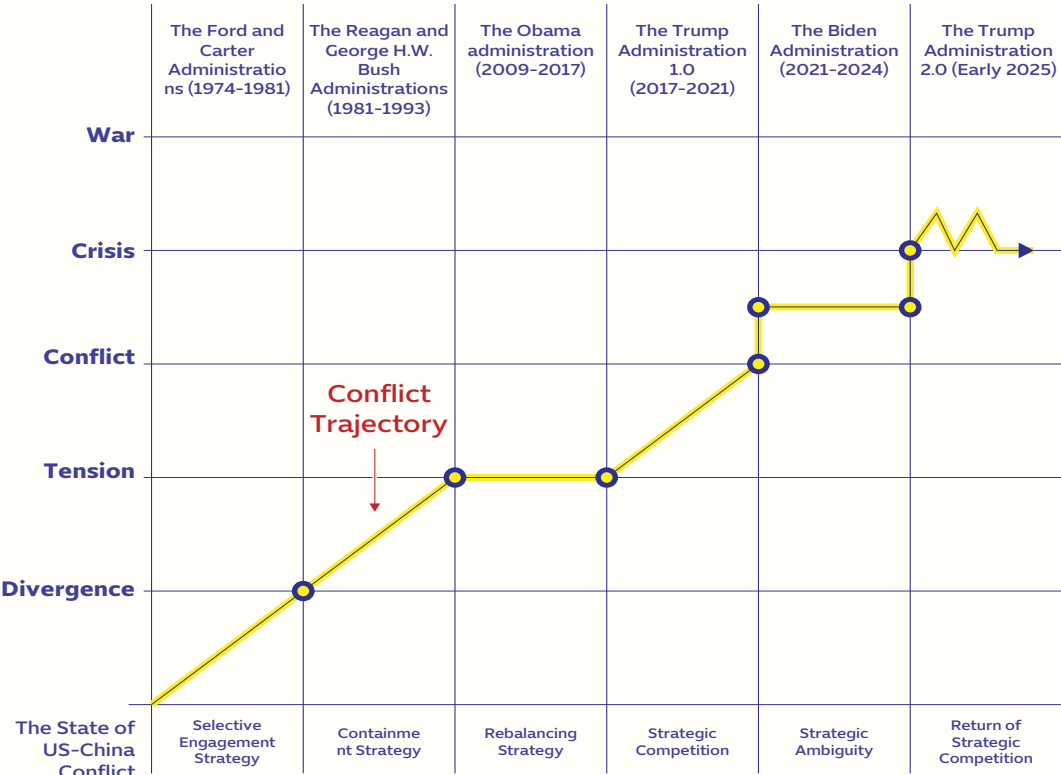 The Ford and
Carter
Administratio
ns (1974-1981)
The Reagan and
George H.W.
Bush
Administrations
(1981-1993)
The Obama
administration
(2009-2017)
The Trump
Administration
1.0
(2017-2021)
The Biden
Administration
(2021-2024)
The Trump
Administration
2.0 (Early 2025)
War
Crisis
Conflict
Conflict
Trajectory
Tension
Divergence
The State of
US-China
Conflict
Selective
Engagement
Strategy
Containme
nt Strategy
Rebalancing
Strategy
Strategic
Competition
Strategic
Ambiguity
Return of
Strategic
Competition